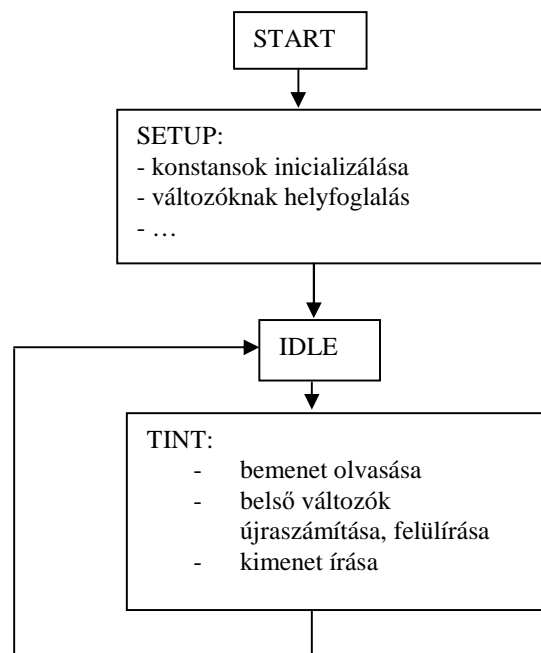 START
SETUP:
- konstansok inicializálása
- változóknak helyfoglalás
- …
IDLE
TINT:
- bemenet olvasása
- belső változók
újraszámítása, felülírása
- kimenet írása